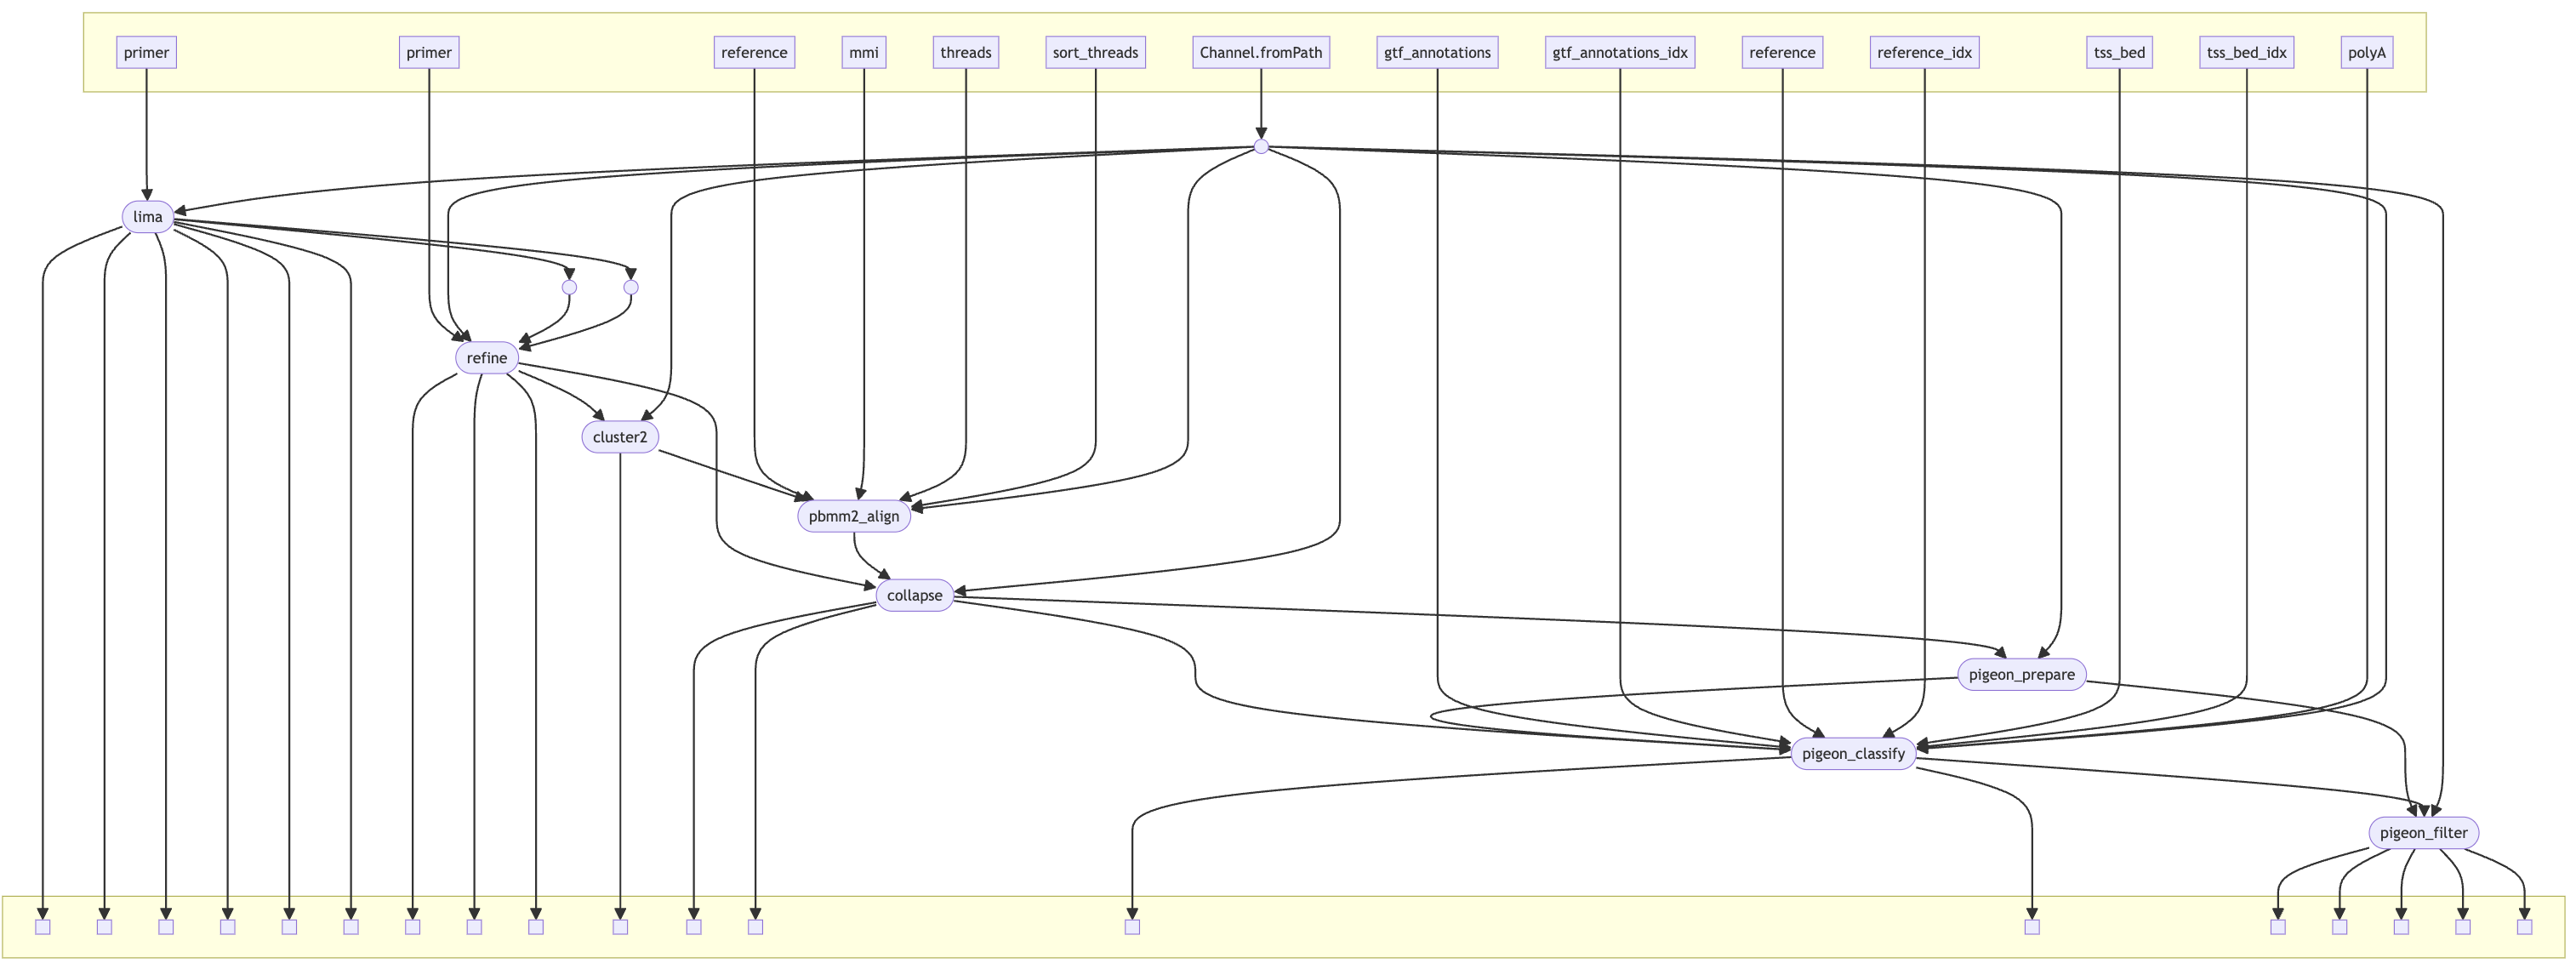 primer
primer
reference
mmi
threads
sort_threads
Channel.fromPath
gtf_annotations
gtf_annotations_idx
reference
reference_idx
tss_bed
tss_bed_idx
polyA
lima
refine
cluster2
pbmm2_align
collapse
pigeon_prepare
pigeon_classify
pigeon_filter